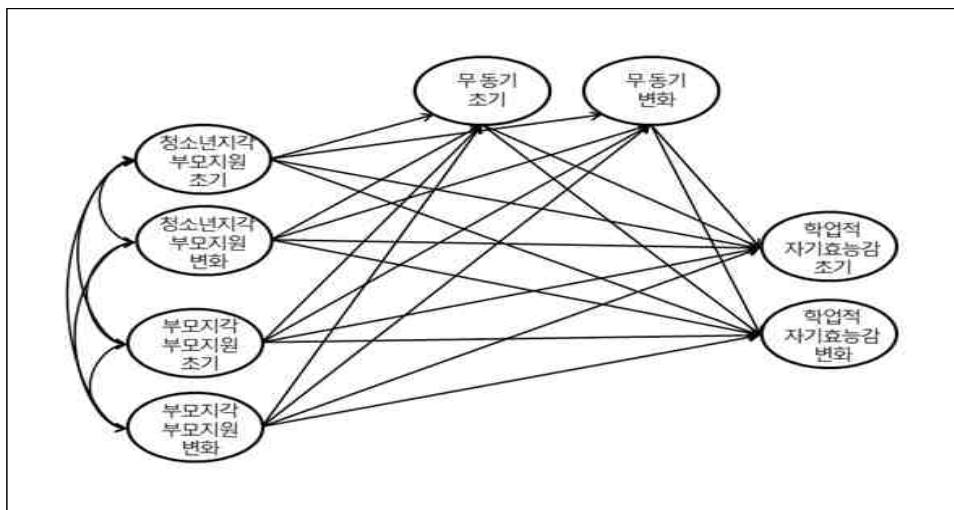 무동기
초기
무동기
변화
청소년지각
부모지원
초기
청소년지각
부모지원
변화
부모지각
부모지원
초기
부모지각
부모지원
변화
학업적
자기효능감
초기
학업적
자기효능감
변화